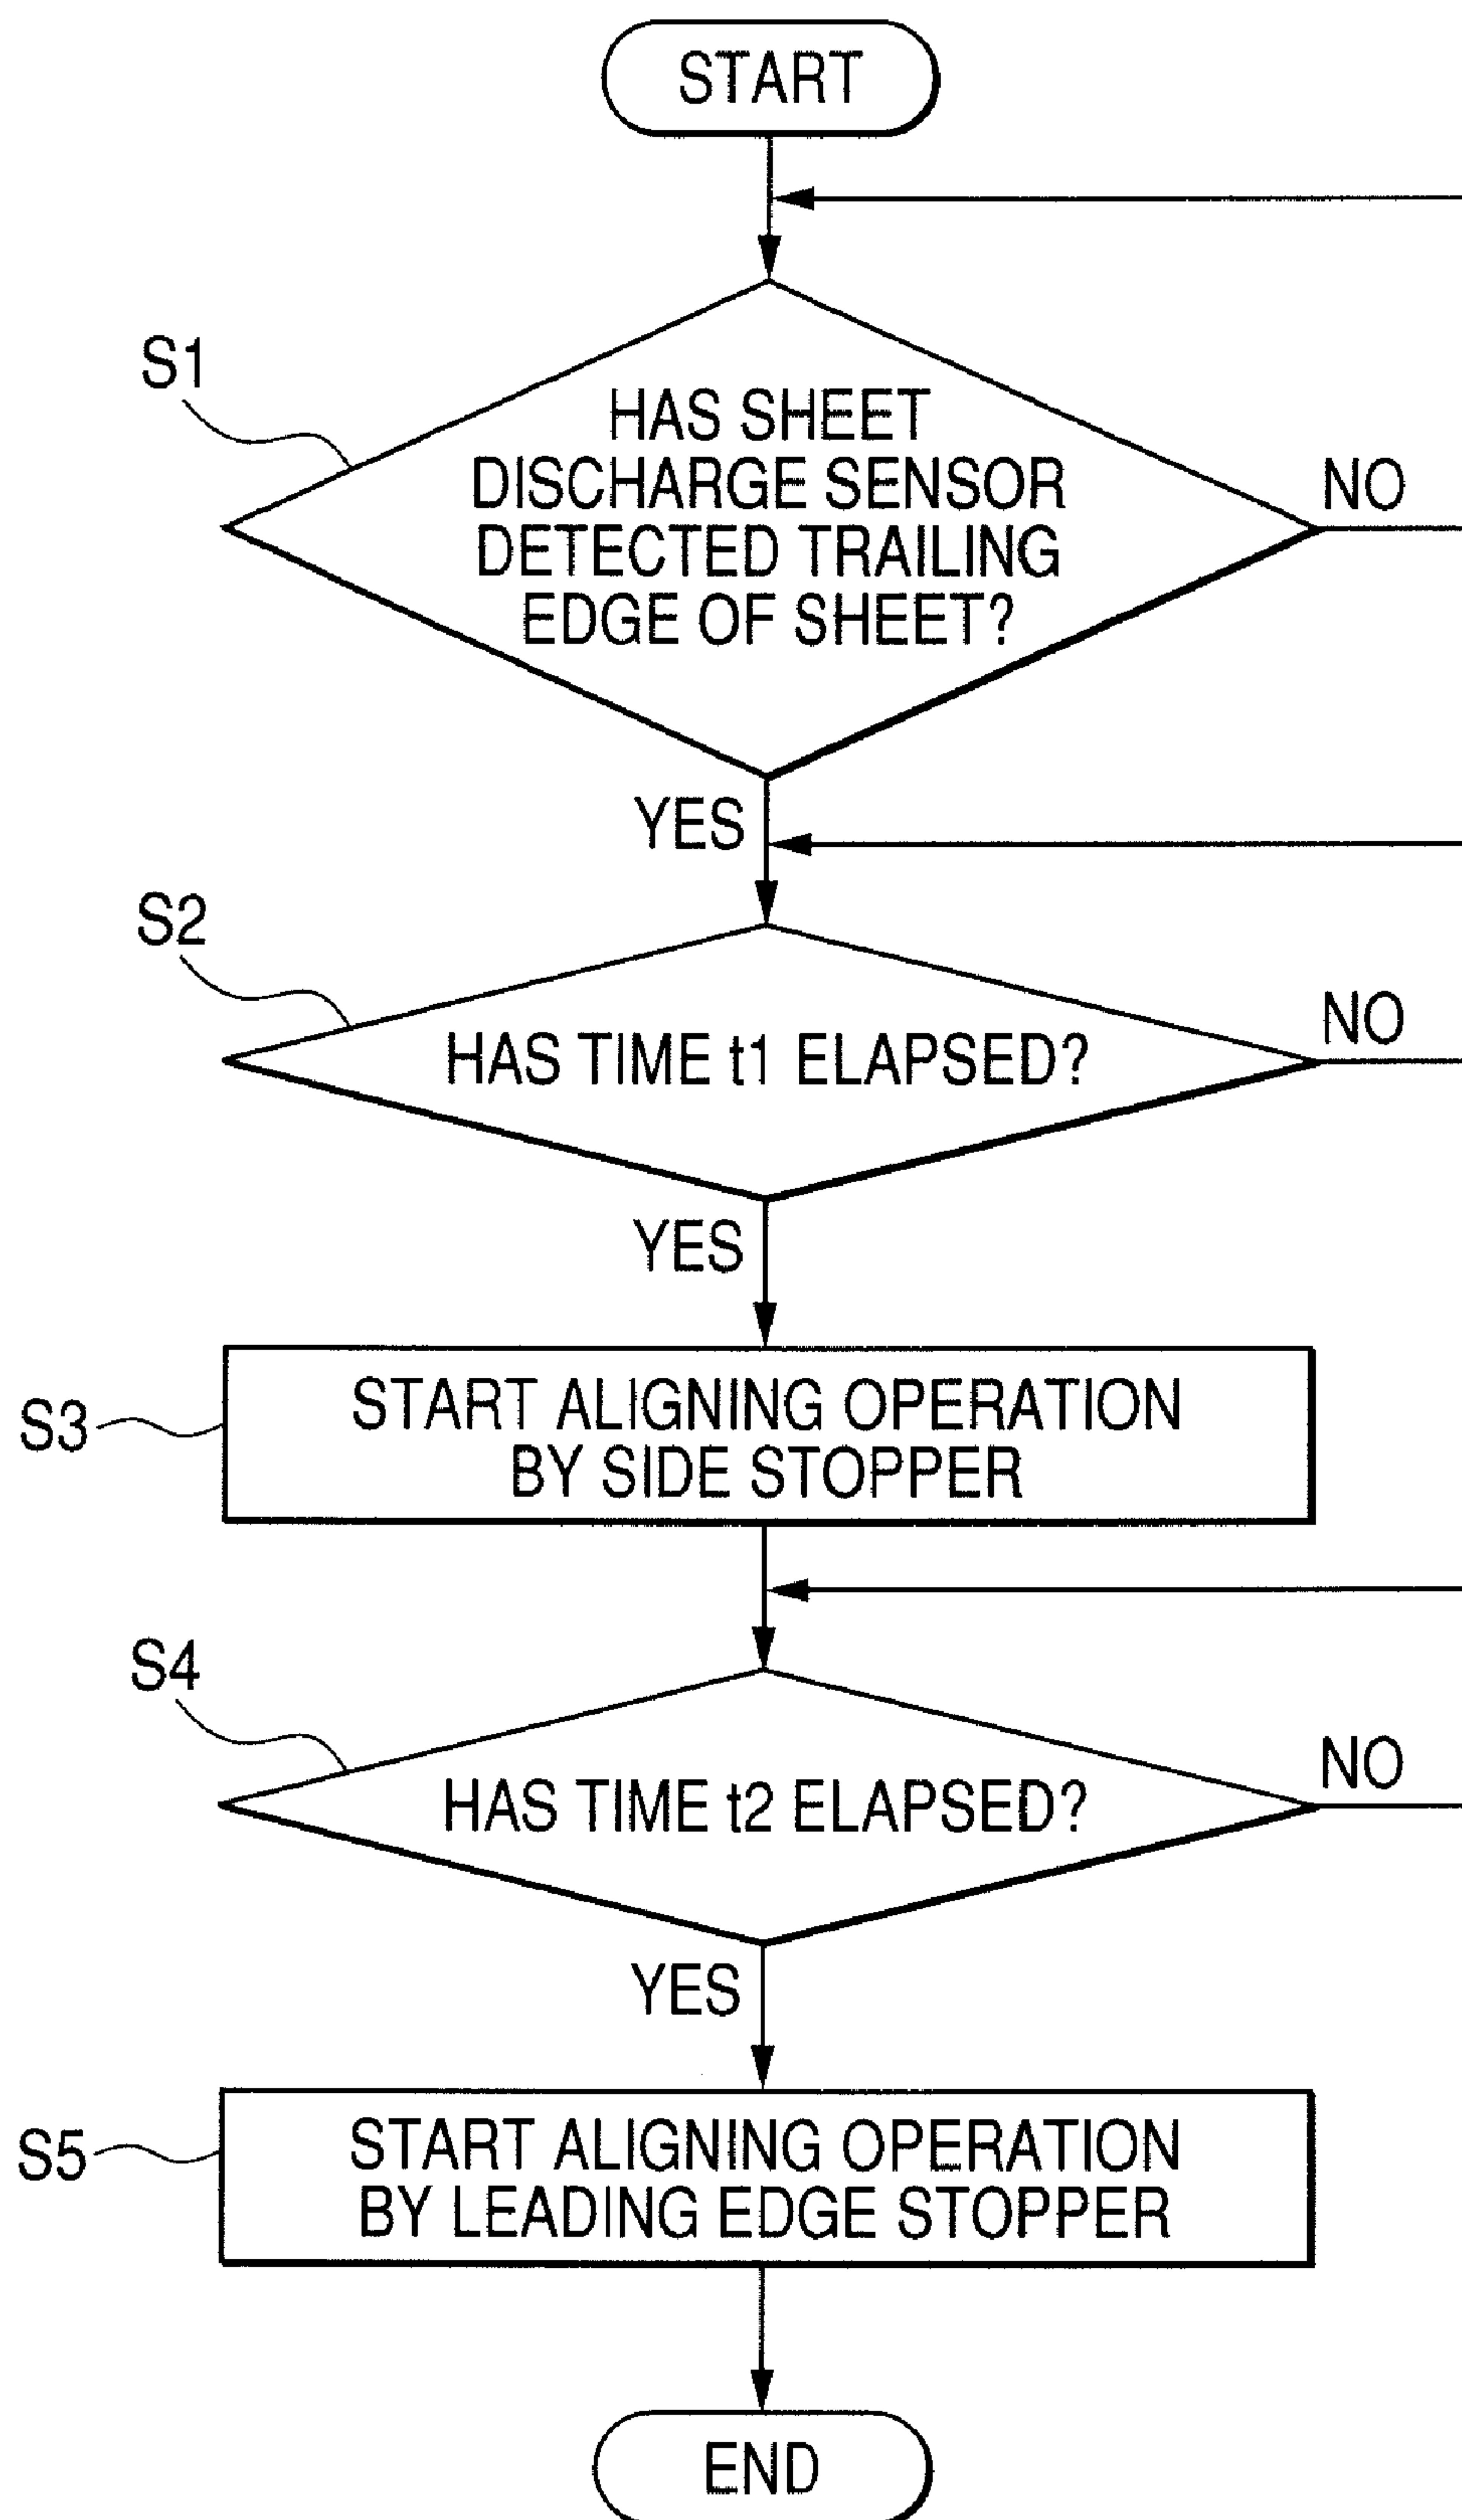 START
S1
HAS SHEET
DISCHARGE SENSOR
DETECTED TRAILING
EDGE OF SHEET?
NO
YES
S2
HAS TIME t1 ELAPSED?
NO
YES
S3
START ALIGNING OPERATION
BY SIDE STOPPER
S4
HAS TIME t2 ELAPSED?
NO
YES
S5
START ALIGNING OPERATION
BY LEADING EDGE STOPPER
END